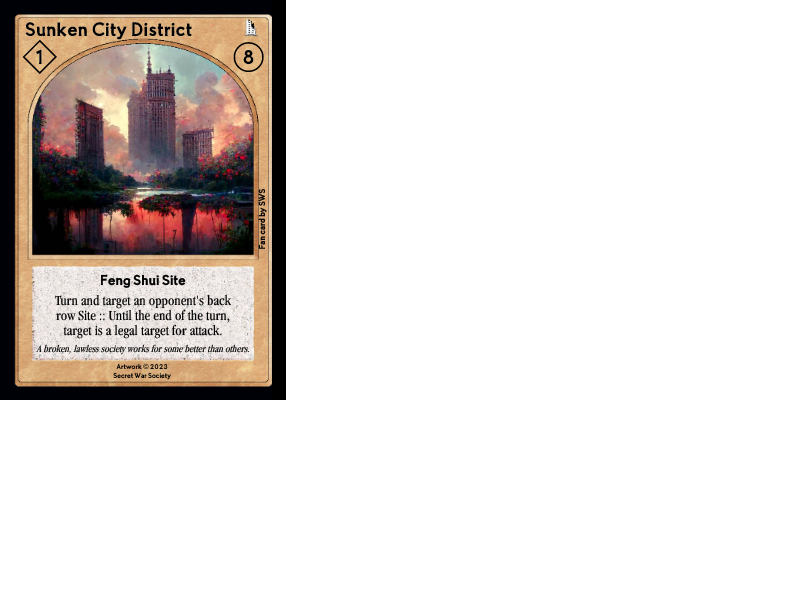 Sunken City District
1
8
Fan card by SWS
Feng Shui Site
Turn and target an opponent's back
row Site :: Until the end of the turn,
target is a legal target for attack.
A broken, lawless society works for some better than others.
Artwork © 2023
Secret War Society